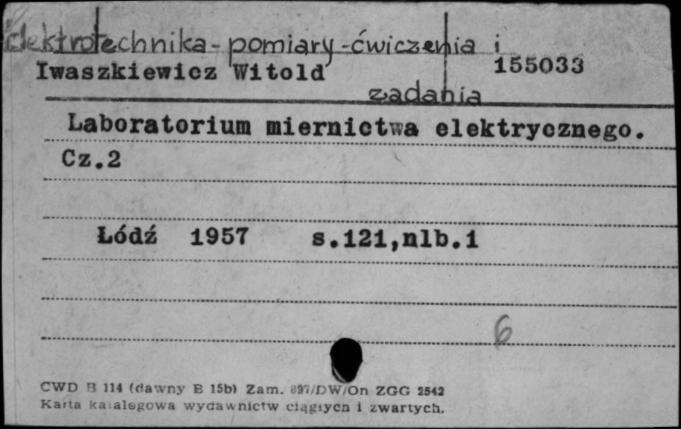 Elektrotechnika - pomiary - ćwiczenia i
Iwaszkiewicz Witold 155033
zadania
Laboratorium miernictwa elektrycznego.
Cz.2
Łódź 1957 s.121,nlb.1
6
CWD B 114 (dawny B 15b) Zam. 897/DW/On ZGG 2542
Karta katalogowa wydawnictw ciągłych i zwartych.